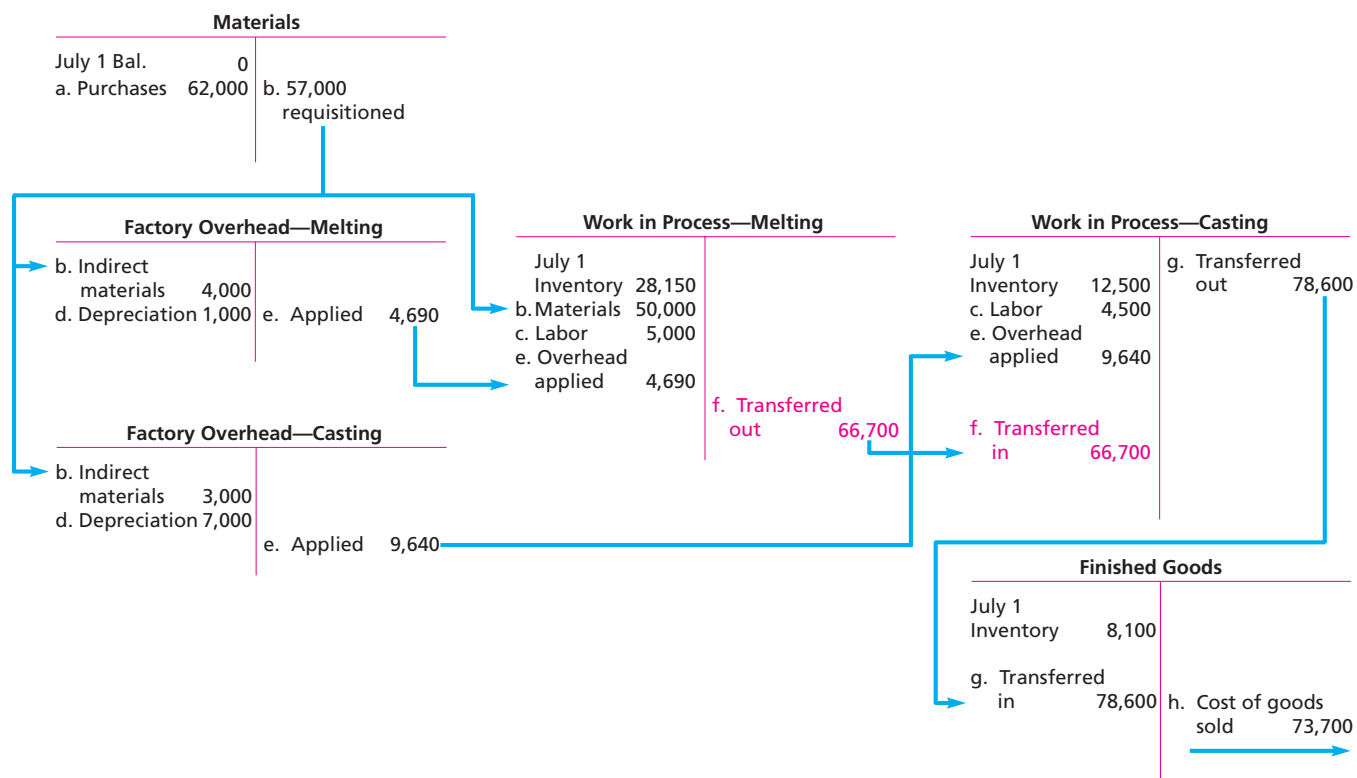 Materials
July 1 Bal. 0
a. Purchases 62,000
b. 57,000
requisitioned
Factory Overhead—Melting
b. Indirect
materials 4,000
d. Depreciation 1,000
e. Applied 4,690
Factory Overhead—Casting
b. Indirect
materials 3,000
d. Depreciation 7,000
e. Applied 9,640
Work in Process—Melting
July 1
Inventory 28,150
b. Materials 50,000
c. Labor 5,000
e. Overhead
applied 4,690
f. Transferred
out 66,700
Work in Process—Casting
July 1
Inventory 12,500
c. Labor 4,500
e. Overhead
applied 9,640
f. Transferred
in 66,700
g. Transferred
out 78,600
Finished Goods
July 1
Inventory 8,100
g. Transferred
in 78,600
h. Cost of goods
sold 73,700